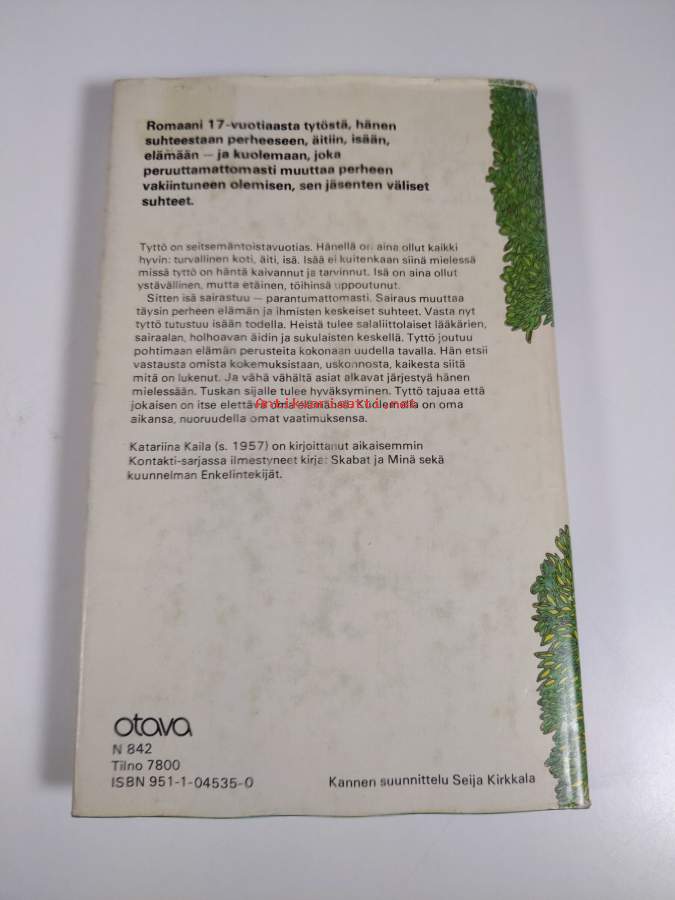 Romaani 17-vuotiaasta tytöstä, hänen
suhteestaan perheeseen, äitiin, isään,
elämään – ja kuolemaan, joka
peruuttamattomasti muuttaa perheen
vakiintuneen olemisen, sen jäsenten väliset
suhteet.
Tyttö on seitsemäntoistavuotias. Hänellä on aina ollut kaikki
hyvin: turvallinen koti, äiti, isä. Isää ei kuitenkaan siinä mielessä
missä tyttö on häntä kaivannut ja tarvinnut. Isä on aina ollut
ystävällinen, mutta etäinen, töihinsä uppoutunut.
Sitten isä sairastuu – parantumattomasti. Sairaus muuttaa
täysin perheen elämän ja ihmisten keskeiset suhteet. Vasta nyt
tyttö tutustuu isään todella. Heistä tulee salaliittolaiset lääkärien,
sairaalan, holhoavan äidin ja sukulaisten keskellä. Tyttö joutuu
pohtimaan elämän perusteita kokonaan uudella tavalla. Hän etsii
vastausta omista kokemuksistaan, uskonnosta, kaikesta siitä
mitä on lukenut. Ja vähä vähältä asiat alkavat järjestyä hänen
mielessään. Tuskan sijalle tulee hyväksyminen. Tyttö tajuaa että
jokaisen on itse elettävä oma elämänsä. Kuolemalla on oma
aikansa, nuoruudella omat vaatimuksensa.
Antikvariaatti.net
Katariina Kaila (s. 1957) on kirjoittanut aikaisemmin
Kontakti-sarjassa ilmestyneet kirjat Skabat ja Minä sekä
kuunnelman Enkelintekijät.
otava
N 842
Tilno 7800
ISBN 951-1-04535-0
Kannen suunnittelu Seija Kirkkala